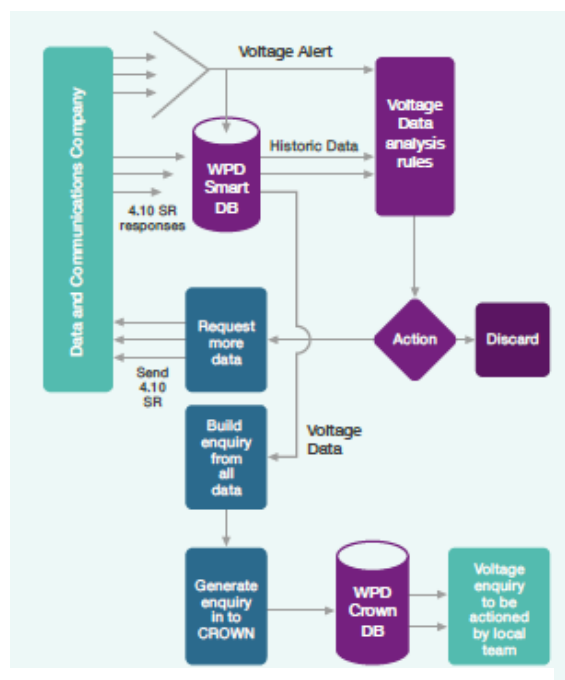 Data and Communications Company
Voltage Alert
Voltage
Data
analysis
rules
Historic Data
WPD
Smart
DB
4.10 SR
responses
Request
more
data
Action
Discard
Send
4.10
SR
Build
enquiry
from
all
data
Voltage
Data
Generate
enquiry
in to
CROWN
WPD
Crown
DB
Voltage
enquiry
to be
actioned
by local
team